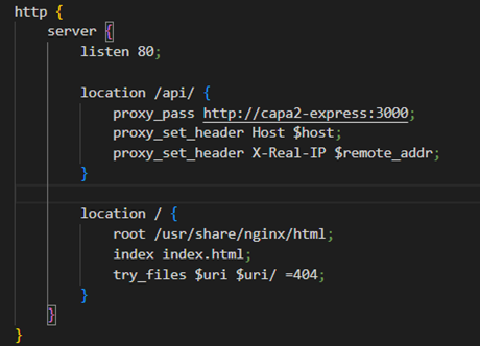 http {
server {
listen 80;
location /api/ {
proxy_pass http://capa2-express:3000;
proxy_set_header Host $host;
proxy_set_header X-Real-IP $remote_addr;
}
location / {
root /usr/share/nginx/html;
index index.html;
try_files $uri $uri/ =404;
}
}
}